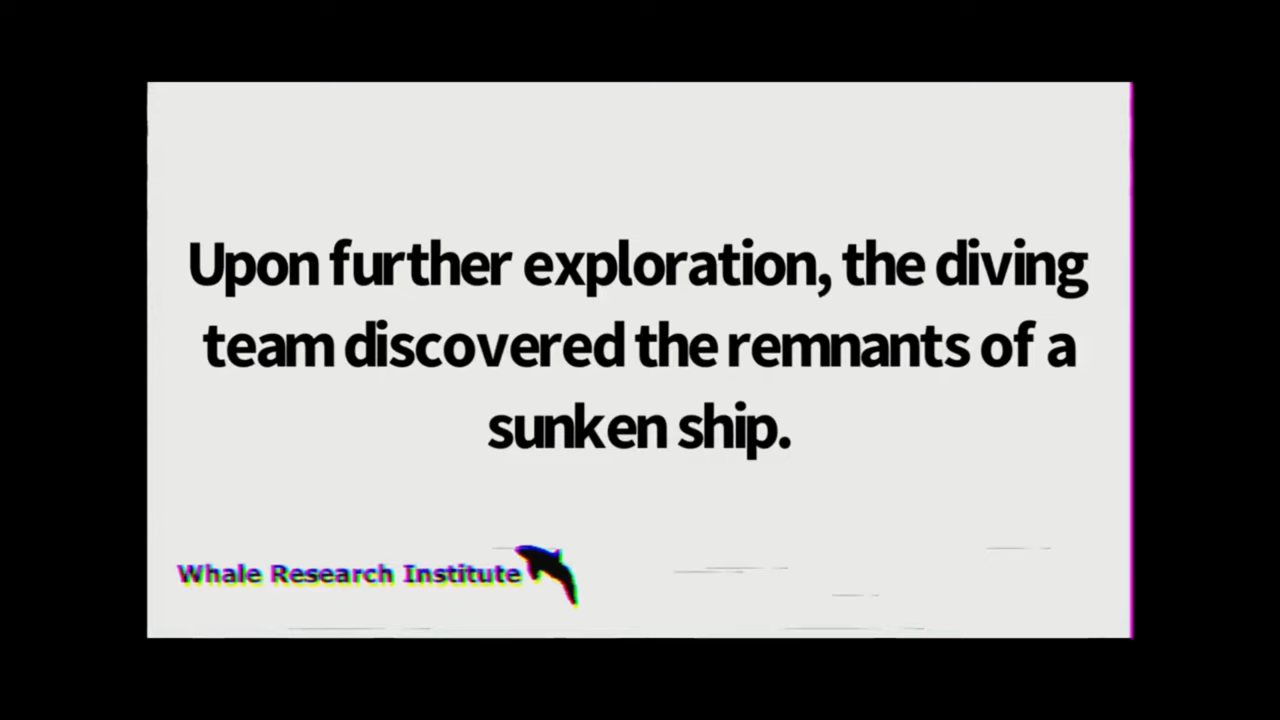 Upon further exploration, the diving
team discovered the remnants of a
sunken ship.
Whale Research Institute